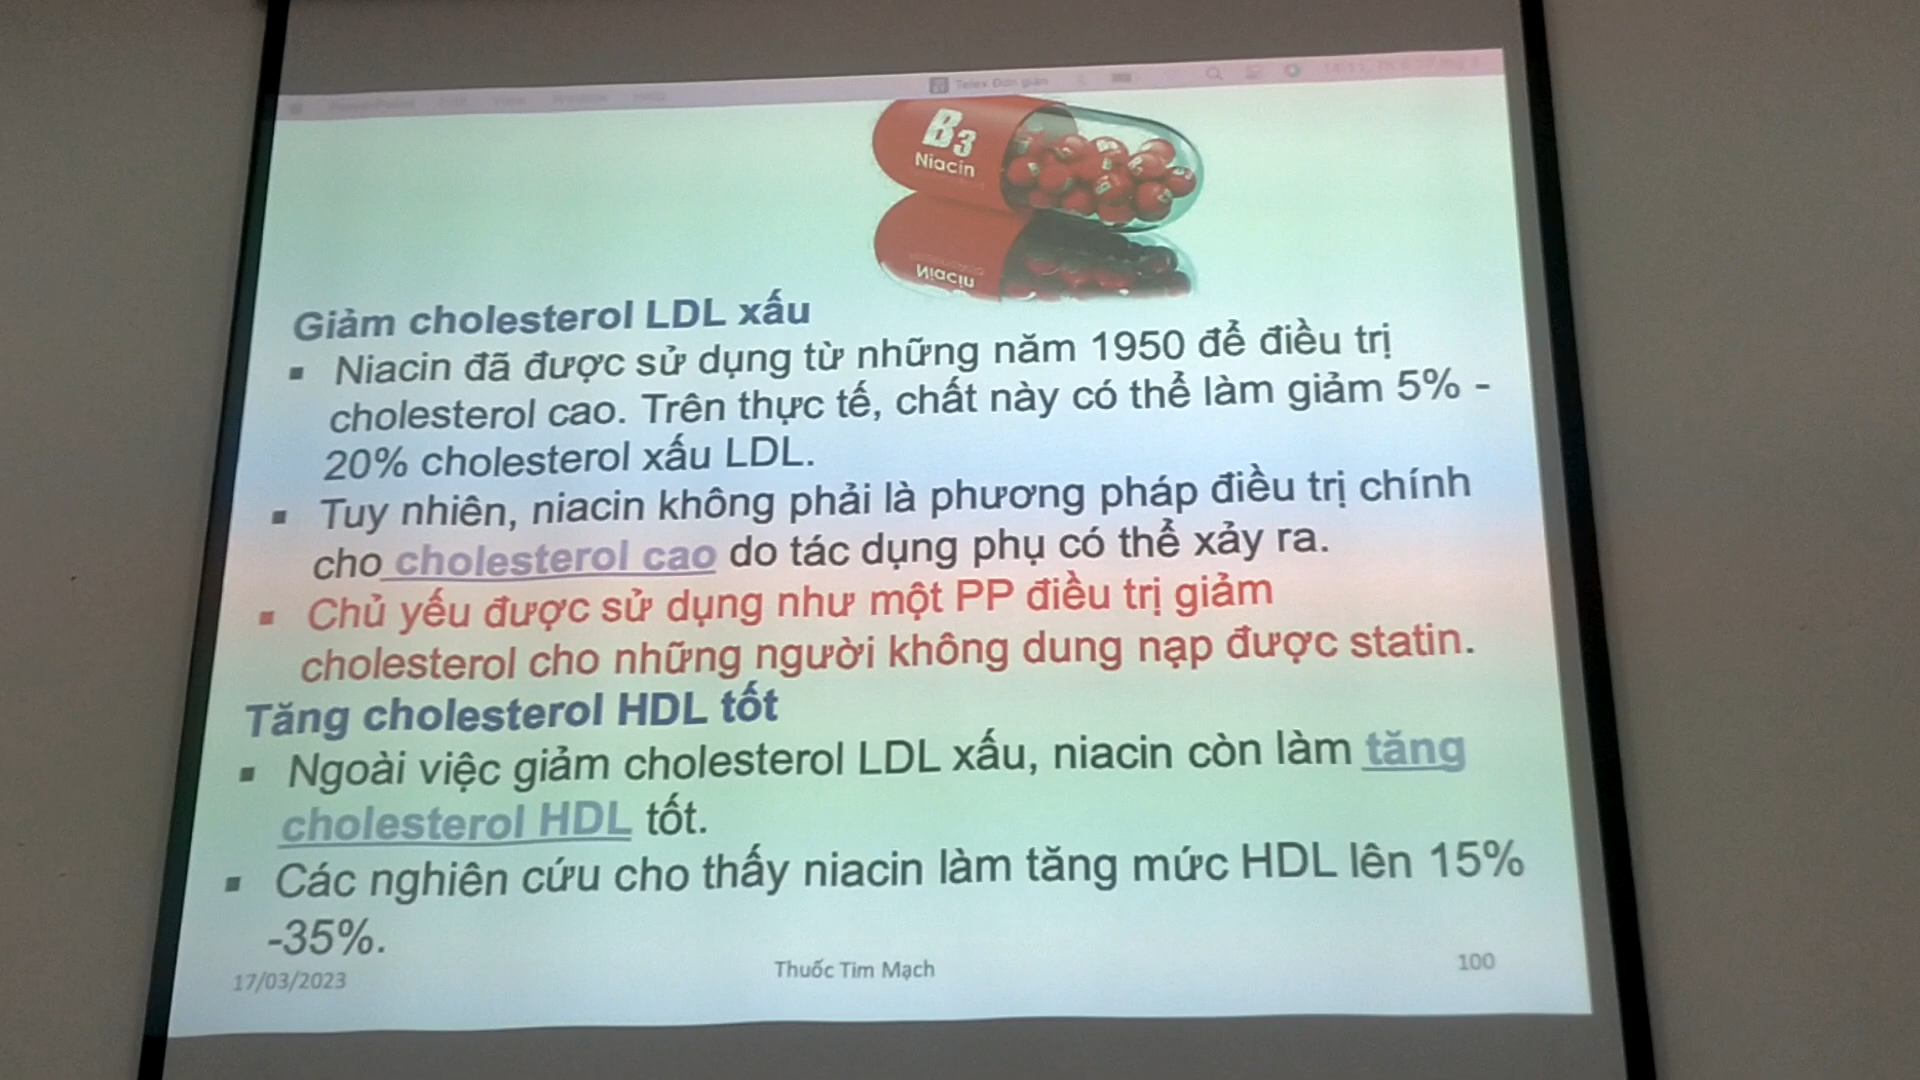 Telex Đơn giản
B3
Niacin
Niacin
Giảm cholesterol LDL xấu
▪ Niacin đã được sử dụng từ những năm 1950 để điều trị
cholesterol cao. Trên thực tế, chất này có thể làm giảm 5% -
20% cholesterol xấu LDL.
▪ Tuy nhiên, niacin không phải là phương pháp điều trị chính
cho cholesterol cao do tác dụng phụ có thể xảy ra.
▪ Chủ yếu được sử dụng như một PP điều trị giảm
cholesterol cho những người không dung nạp được statin.
Tăng cholesterol HDL tốt
▪ Ngoài việc giảm cholesterol LDL xấu, niacin còn làm tăng
cholesterol HDL tốt.
▪ Các nghiên cứu cho thấy niacin làm tăng mức HDL lên 15%
-35%.
17/03/2023
Thuốc Tim Mạch
100